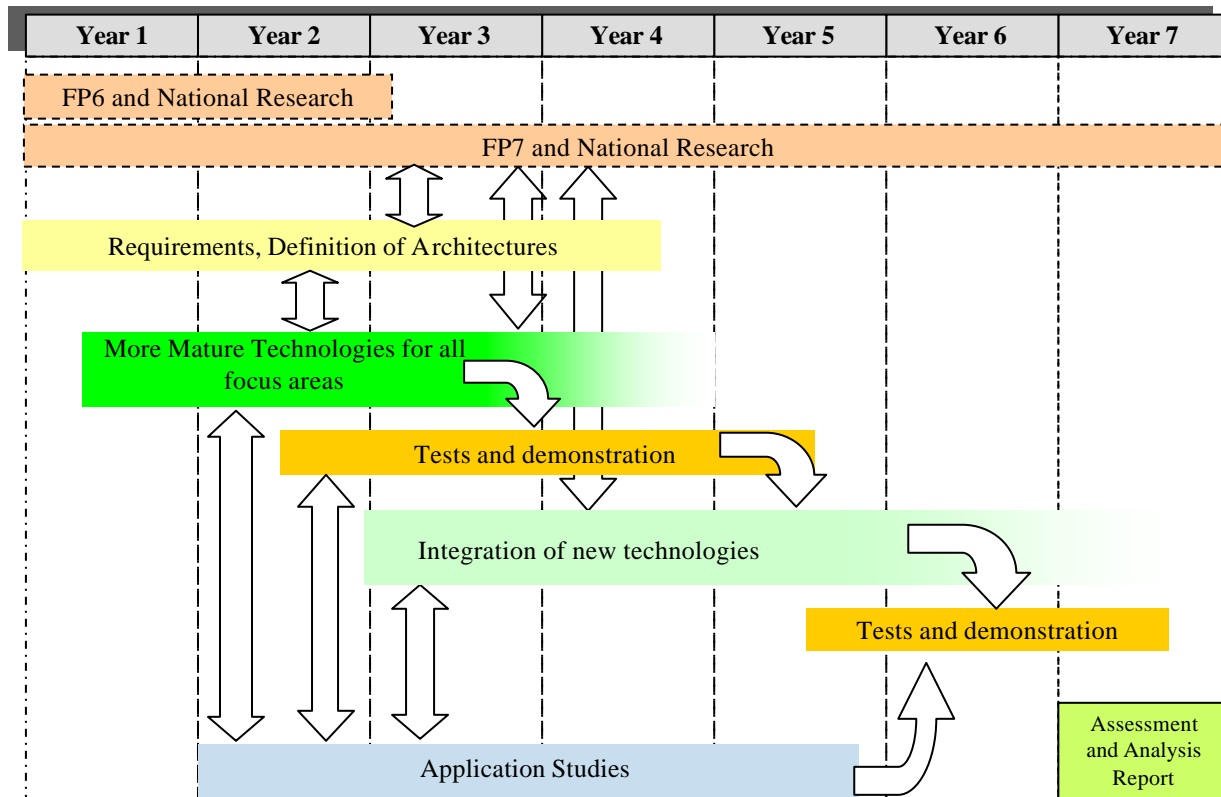 Year 1 Year 2 Year 3 Year 4 Year 5 Year 6 Year 7
FP6 and National Research
FP7 and National Research
Requirements, Definition of Architectures
More Mature Technologies for all
focus areas
Tests and demonstration
Integration of new technologies
Tests and demonstration
Application Studies
Assessment
and Analysis
Report